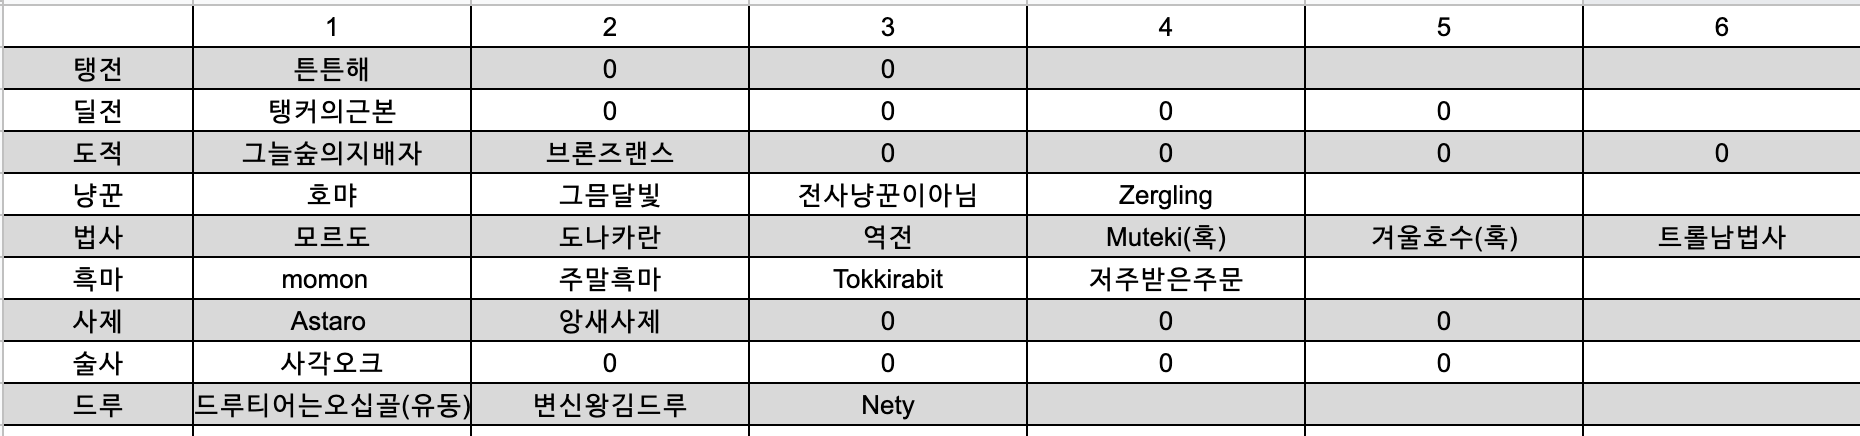 1 2 3 4 5 6
탱전 튼튼해 0 0
딜전 탱커의근본 0 0 0 0
도적 그늘숲의지배자 브론즈랜스 0 0 0 0
냥꾼 호먀 그믐달빛 전사냥꾼이아님 Zergling
법사 모르도 도나카란 역전 Muteki(혹) 겨울호수(혹) 트롤남법사
흑마 momon 주말흑마 Tokkirabit 저주받은주문
사제 Astaro 앙새사제 0 0 0
술사 사각오크 0 0 0 0
드루 드루티어는오십골(유동) 변신왕김드루 Nety